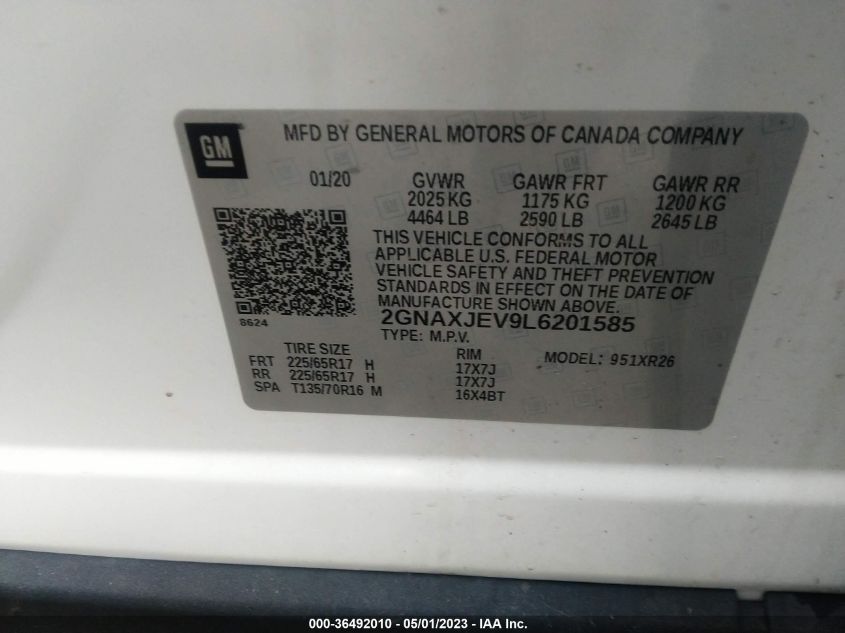 GM
MFD BY GENERAL MOTORS OF CANADA COMPANY
01/20 GVWR GAWR FRT GAWR RR
2025 KG 1175 KG 1200 KG
4464 LB 2590 LB 2645 LB
THIS VEHICLE CONFORMS TO ALL
APPLICABLE U.S. FEDERAL MOTOR
VEHICLE SAFETY AND THEFT PREVENTION
STANDARDS IN EFFECT ON THE DATE OF
MANUFACTURE SHOWN ABOVE.
8624
2GNAXJEV9L6201585
TYPE: M.P.V.
TIRE SIZE RIM MODEL: 951XR26
FRT 225/65R17 H 17X7J
RR 225/65R17 H 17X7J
SPA T135/70R16 M 16X4BT
000-36492010 - 05/01/2023 - IAA Inc.